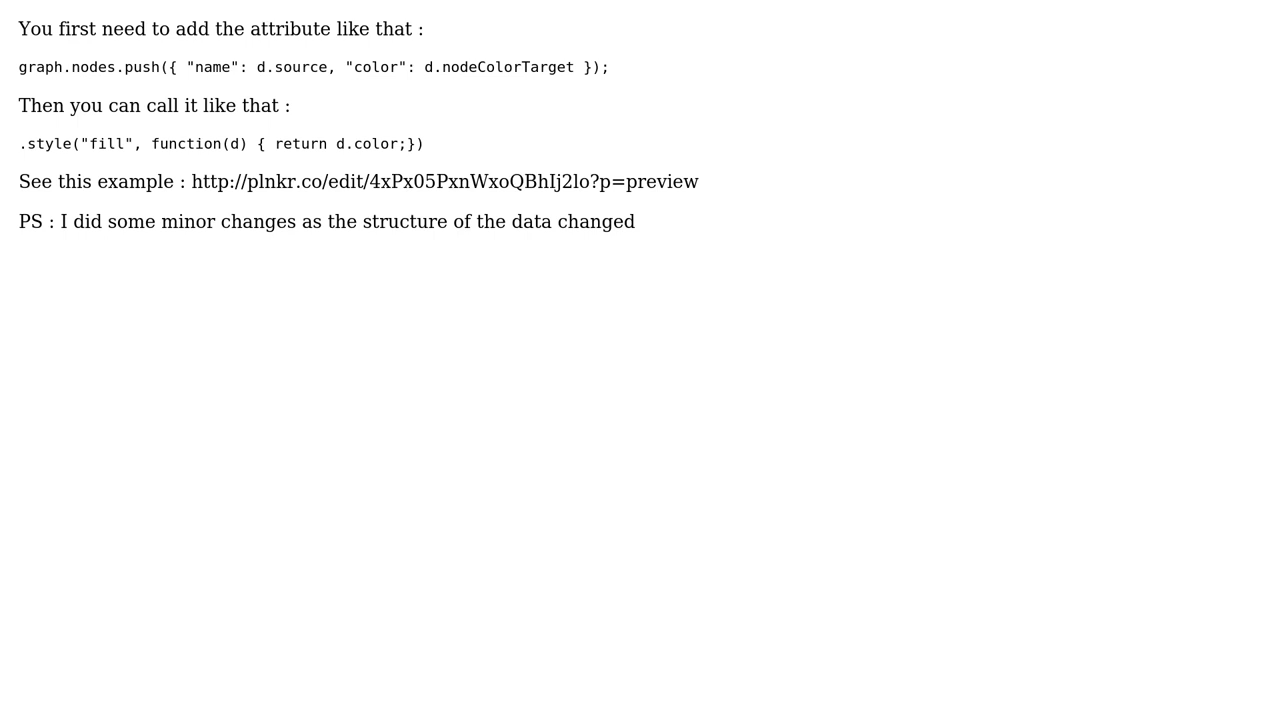 You first need to add the attribute like that :
graph.nodes.push({ "name": d.source, "color": d.nodeColorTarget });
Then you can call it like that :
.style("fill", function(d) { return d.color;})
See this example : http://plnkr.co/edit/4xPx05PxnWxoQBhIj2lo?p=preview
PS : I did some minor changes as the structure of the data changed